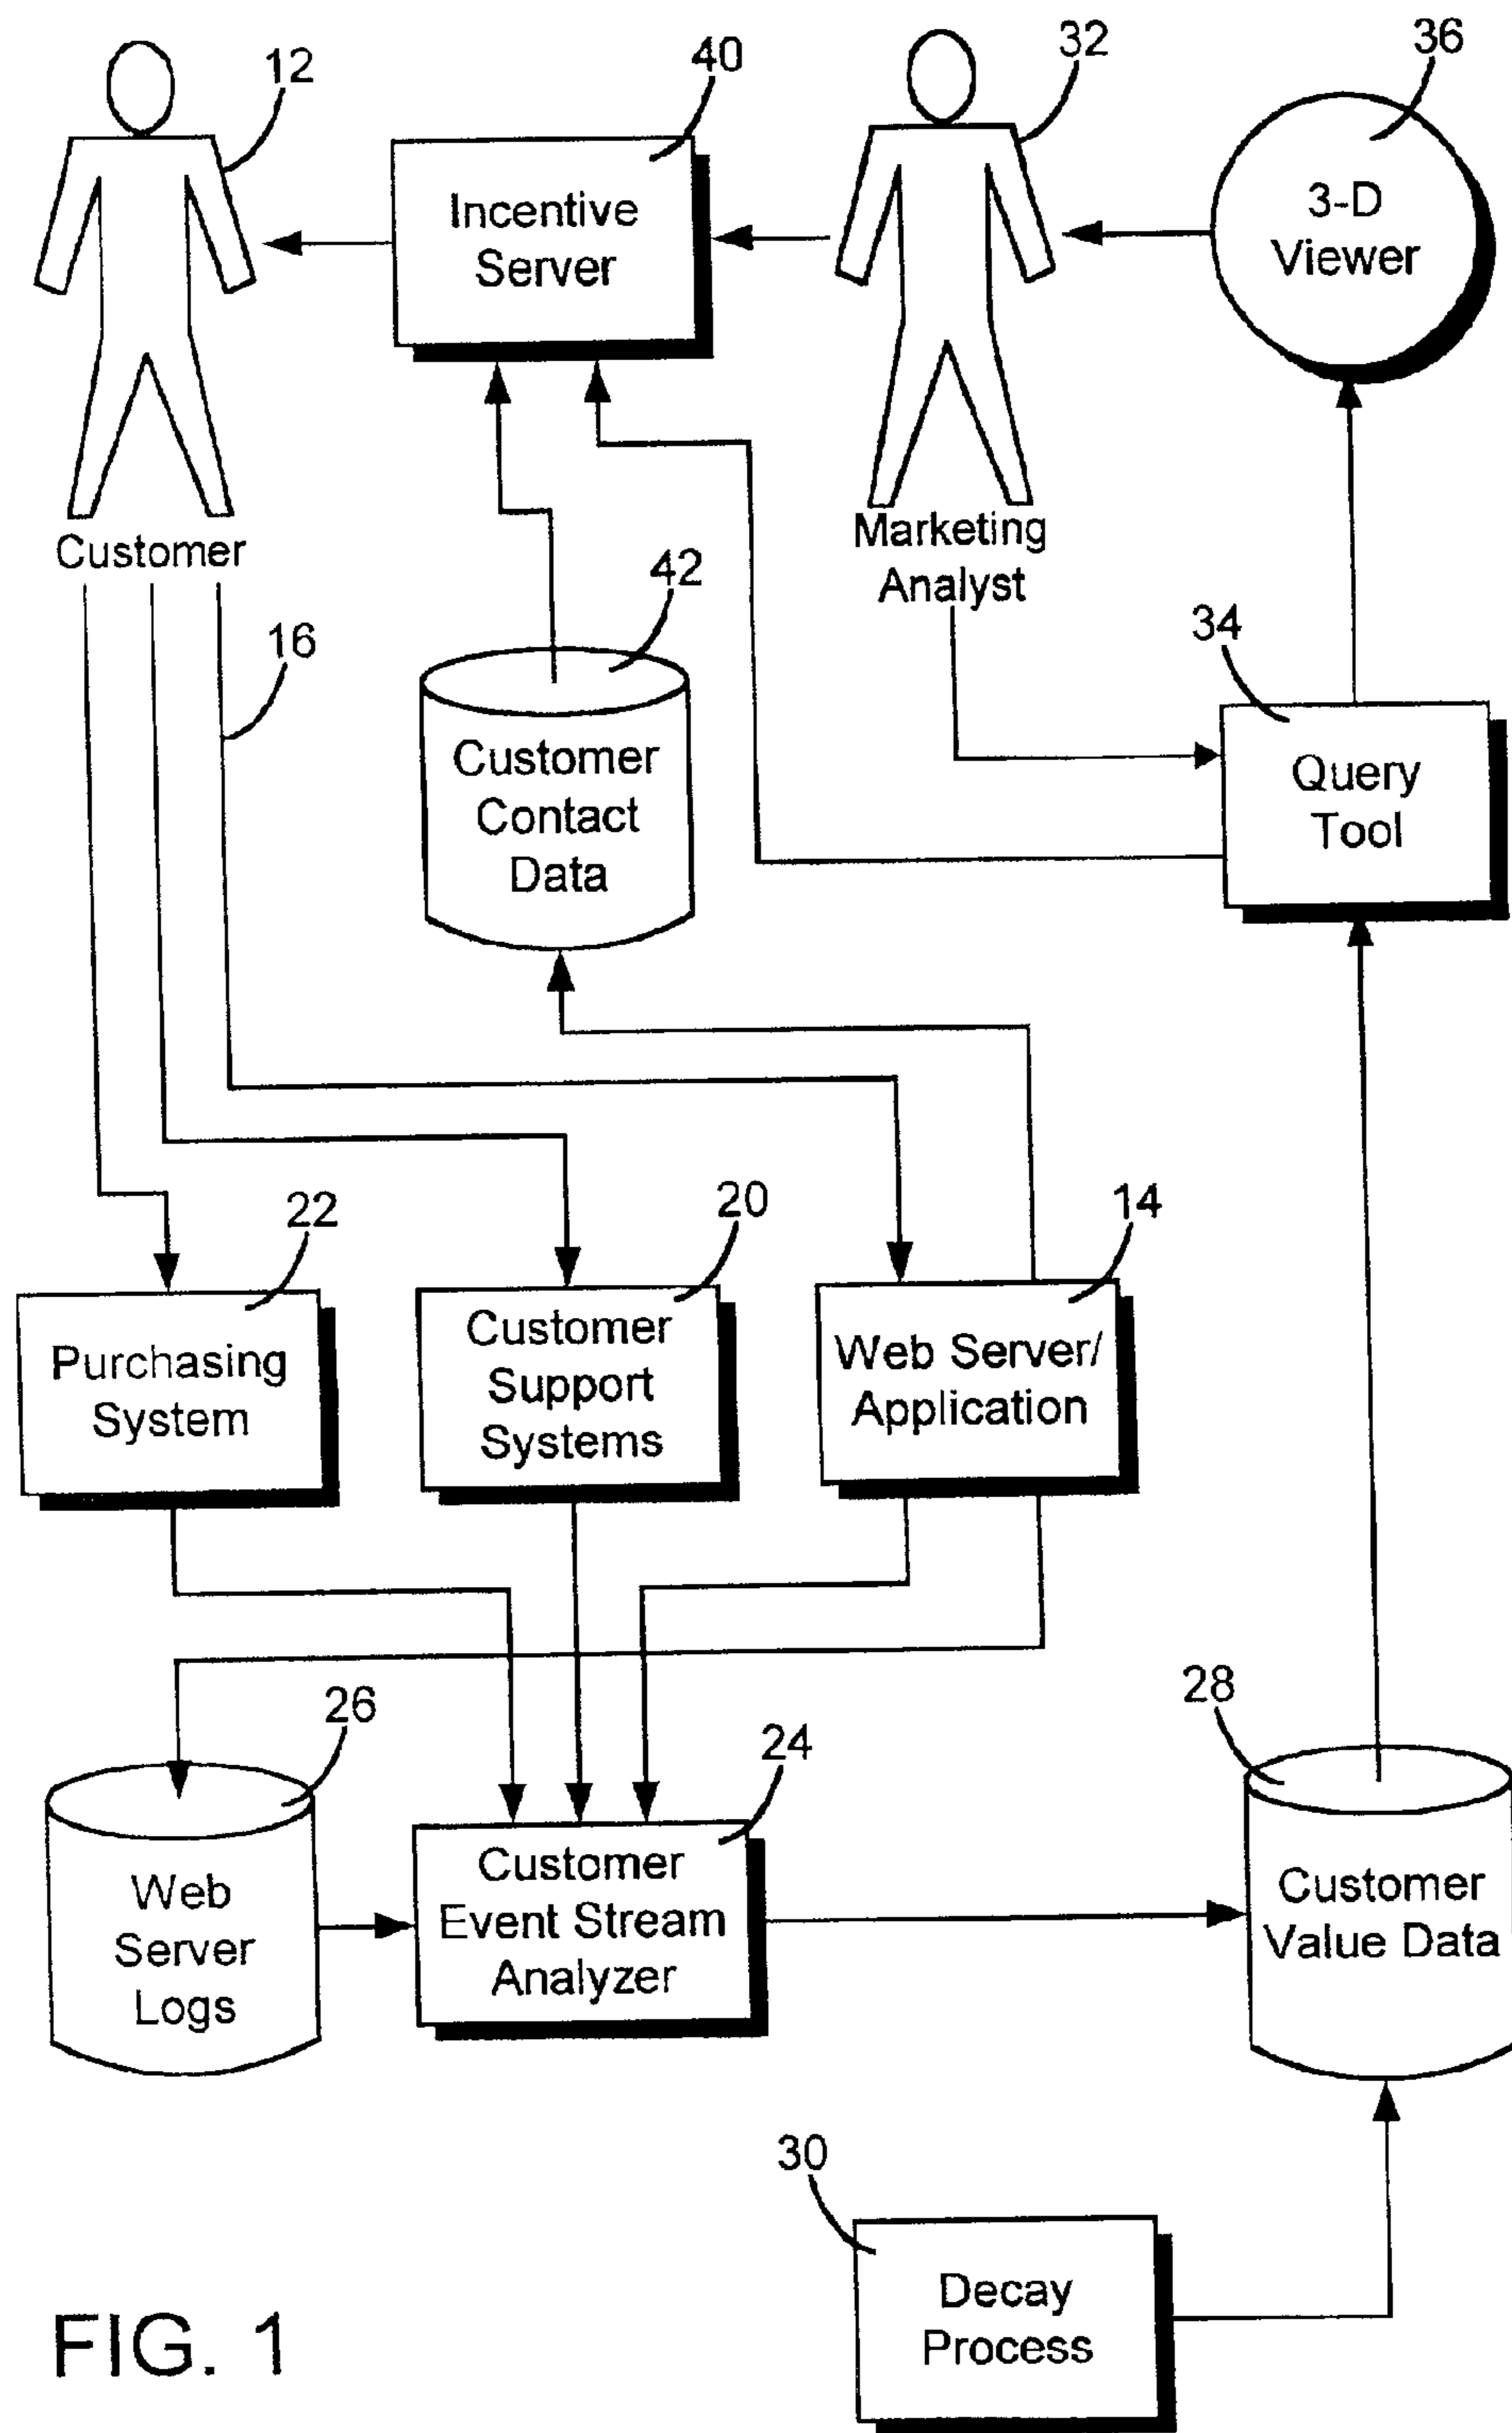 12
40
32
36
Incentive
Server
3-D
Viewer
Customer
Marketing
Analyst
16
42
34
Customer
Contact
Data
Query
Tool
22
20
14
Purchasing
System
Customer
Support
Systems
Web Server/
Application
26
24
28
Web
Server
Logs
Customer
Event Stream
Analyzer
Customer
Value Data
30
Decay
Process
FIG. 1